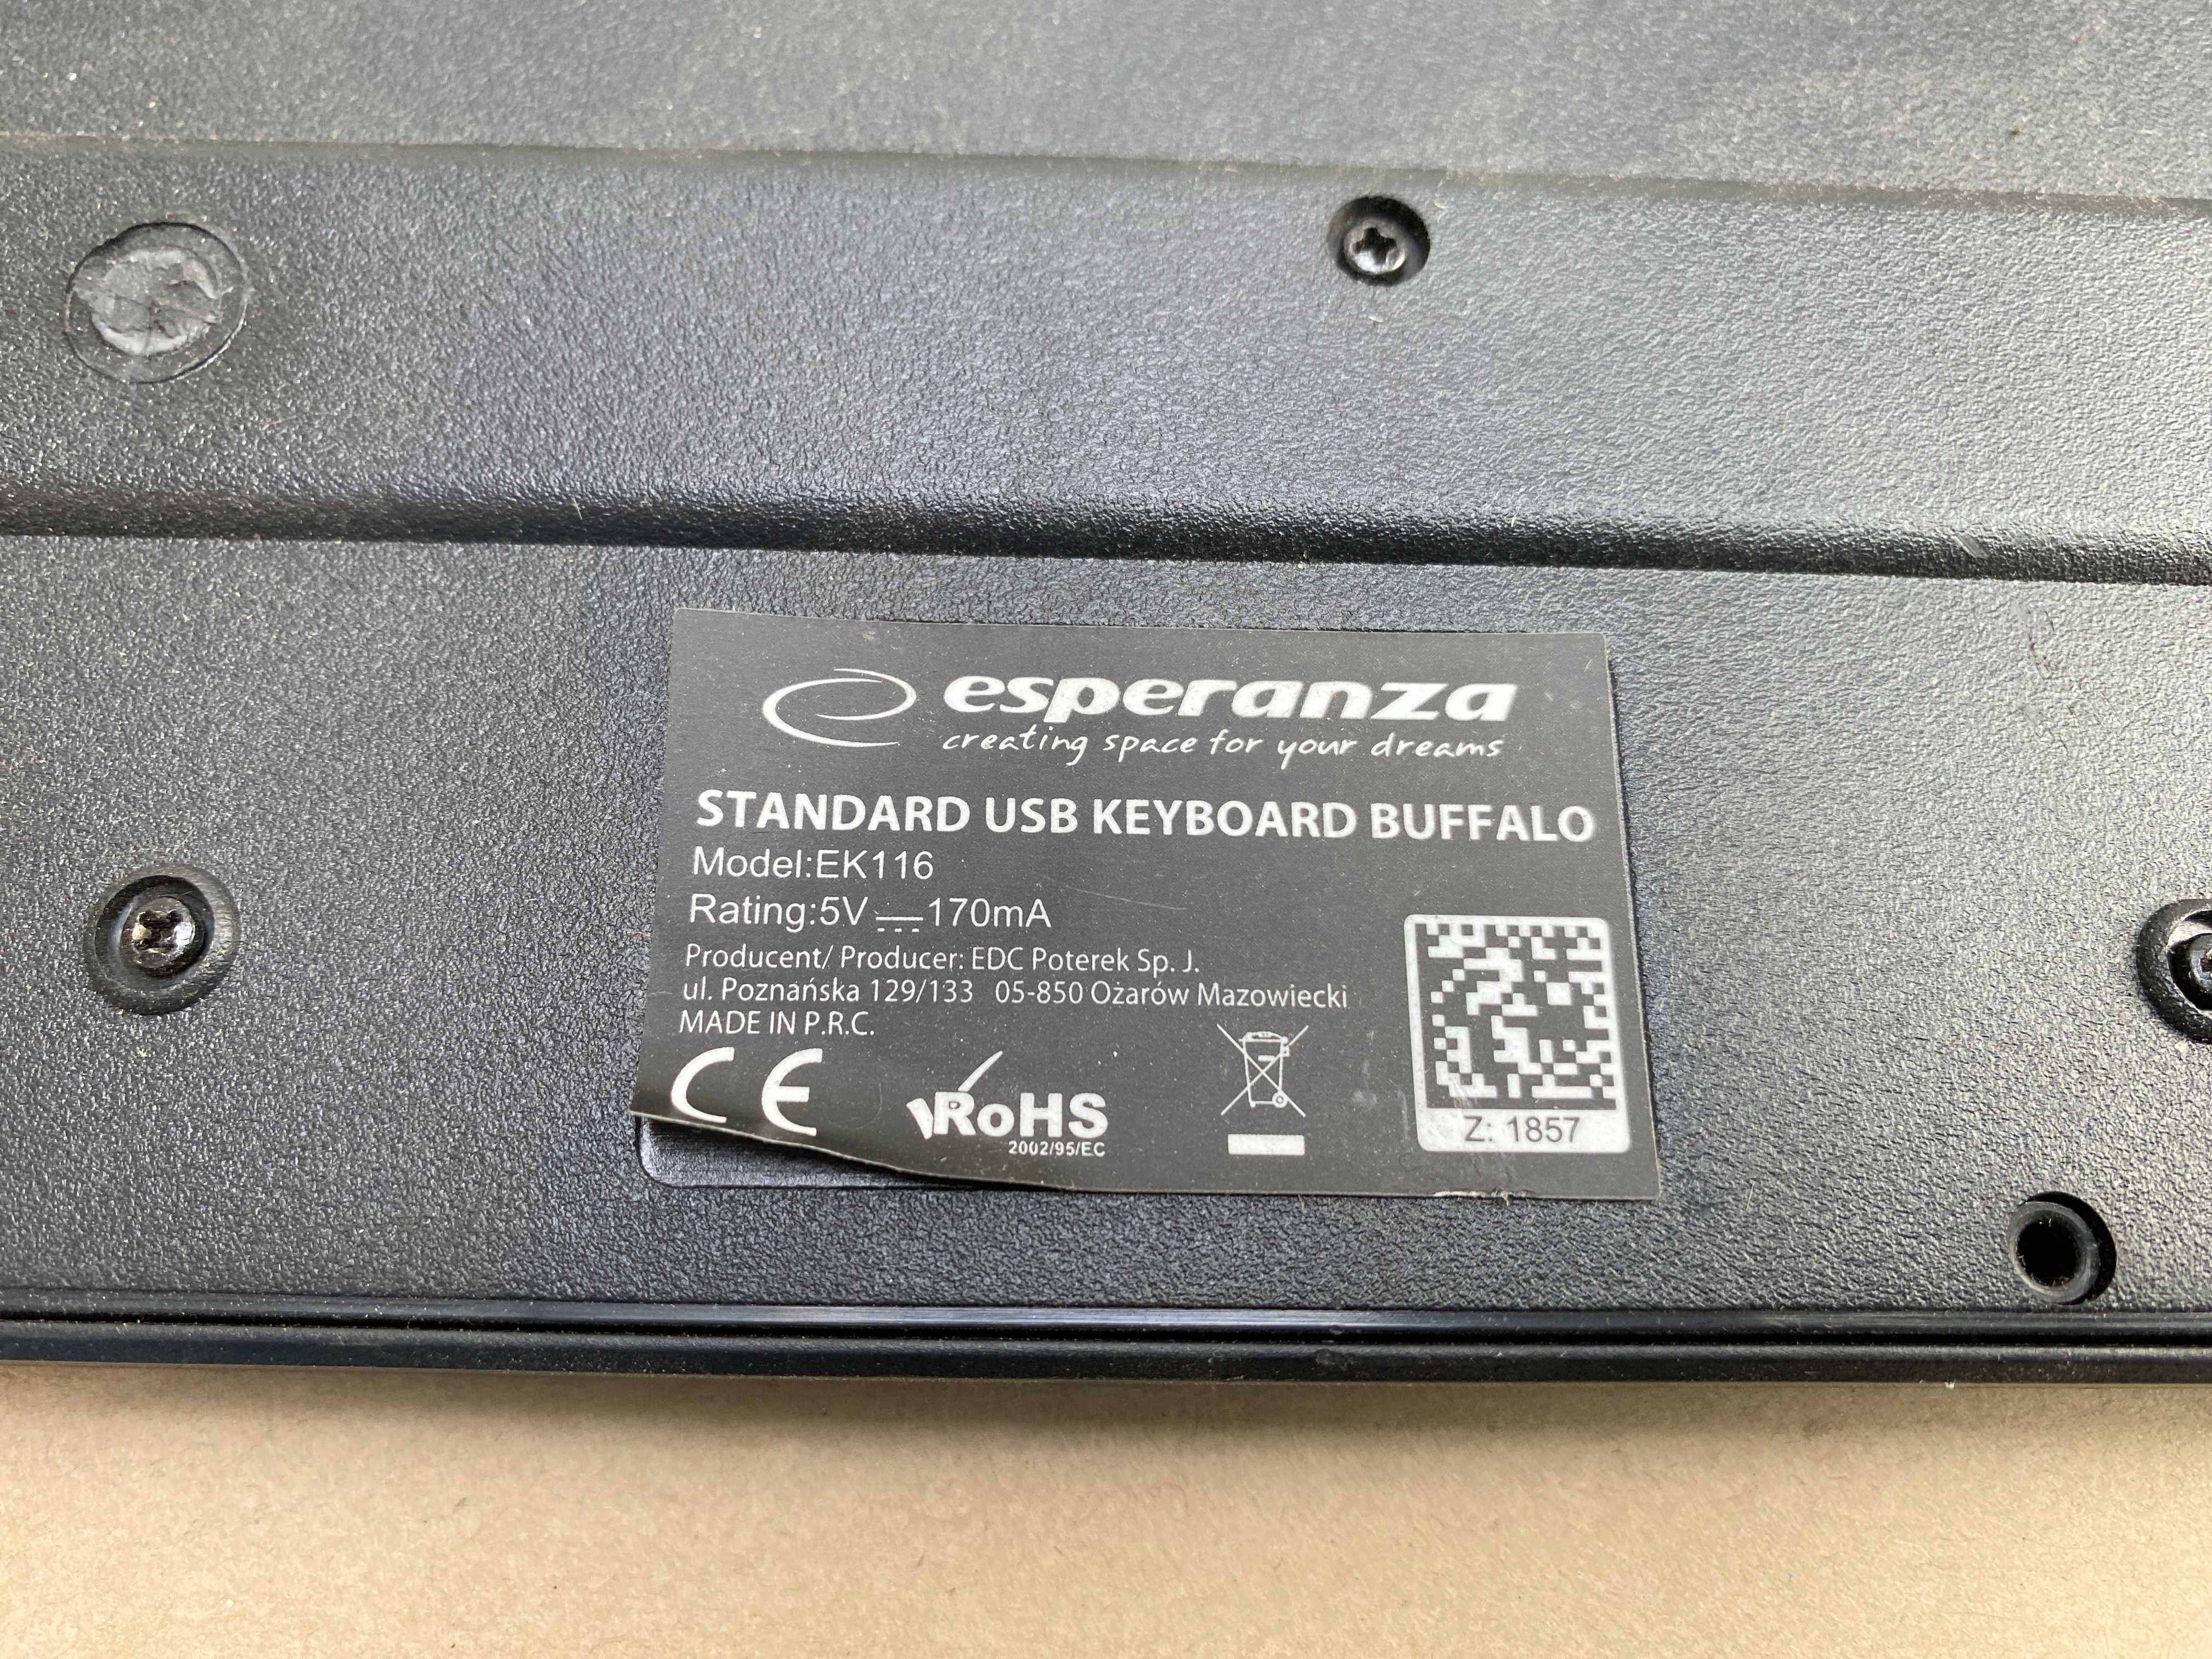 esperanza
creating space for your dreams
STANDARD USB KEYBOARD BUFFALO
Model:EK116
Rating:5V⎓170mA
Producent/ Producer: EDC Poterek Sp. J.
ul. Poznańska 129/133 05-850 Ożarów Mazowiecki
MADE IN P.R.C.
CE
RoHS
2002/95/EC
Z: 1857